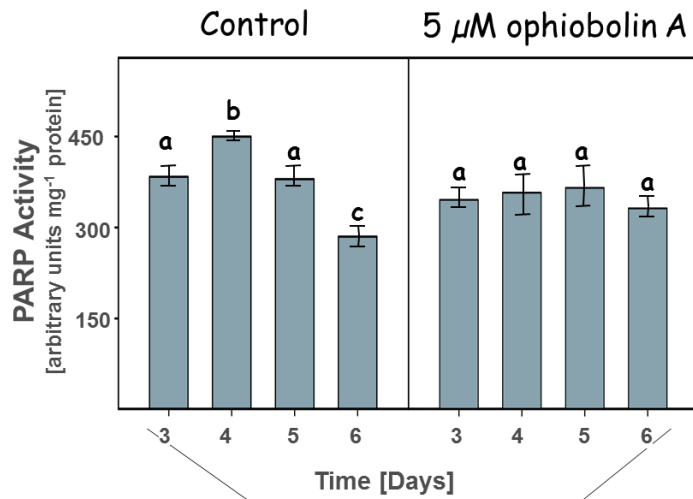 Control
5 µM ophiobolin A
PARP Activity
[arbitrary units mg⁻¹ protein]
450
300
150
a
b
a
c
a
a
a
a
3
4
5
6
3
4
5
6
Time [Days]